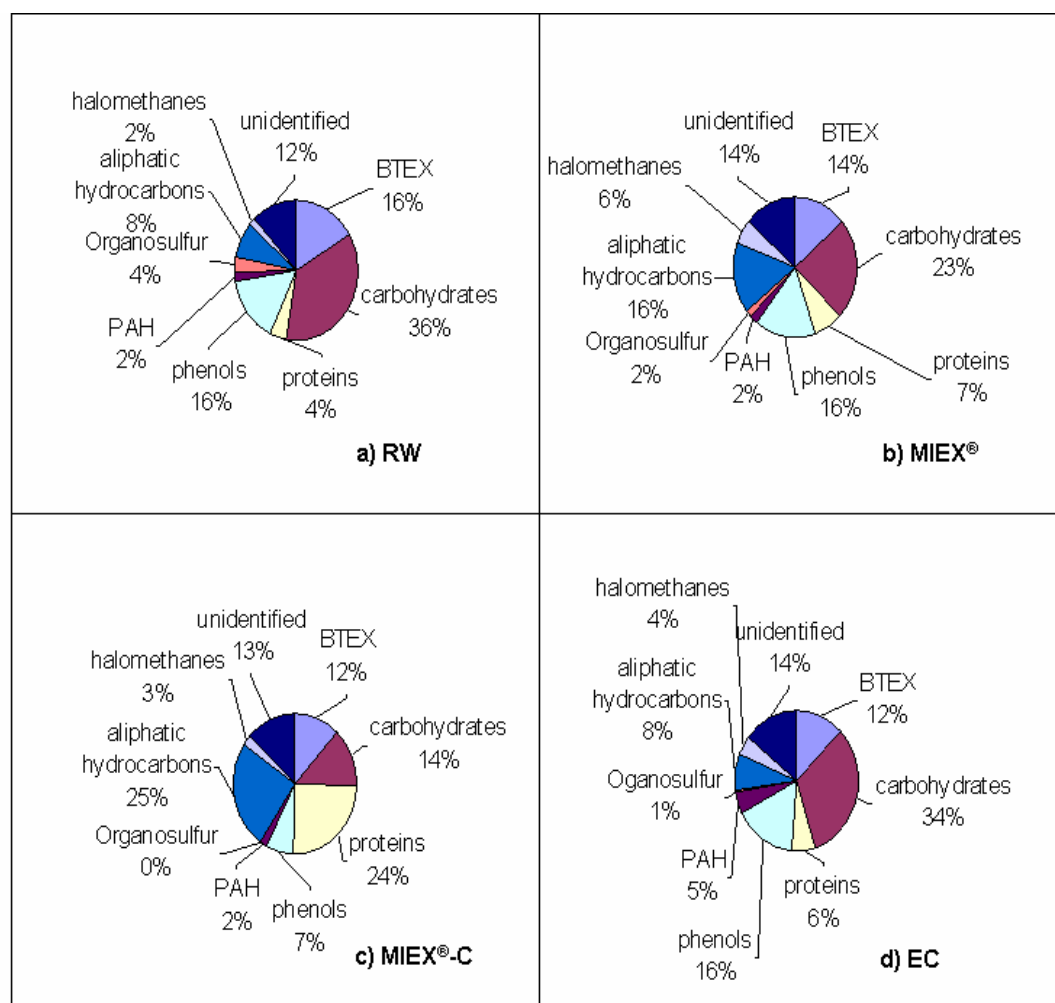 halomethanes
2%
unidentified
12%
BTEX
16%
aliphatic
hydrocarbons
8%
Organosulfur
4%
carbohydrates
36%
PAH
2%
phenols
16%
proteins
4%
a) RW
unidentified
14%
BTEX
14%
halomethanes
6%
carbohydrates
23%
aliphatic
hydrocarbons
16%
Organosulfur
2%
PAH
2%
phenols
16%
proteins
7%
b) MIEX®
unidentified
13%
BTEX
12%
halomethanes
3%
carbohydrates
14%
aliphatic
hydrocarbons
25%
Organosulfur
0%
PAH
2%
phenols
7%
proteins
24%
c) MIEX®-C
halomethanes
4%
unidentified
14%
BTEX
12%
aliphatic
hydrocarbons
8%
Oganosulfur
1%
carbohydrates
34%
PAH
5%
phenols
16%
proteins
6%
d) EC